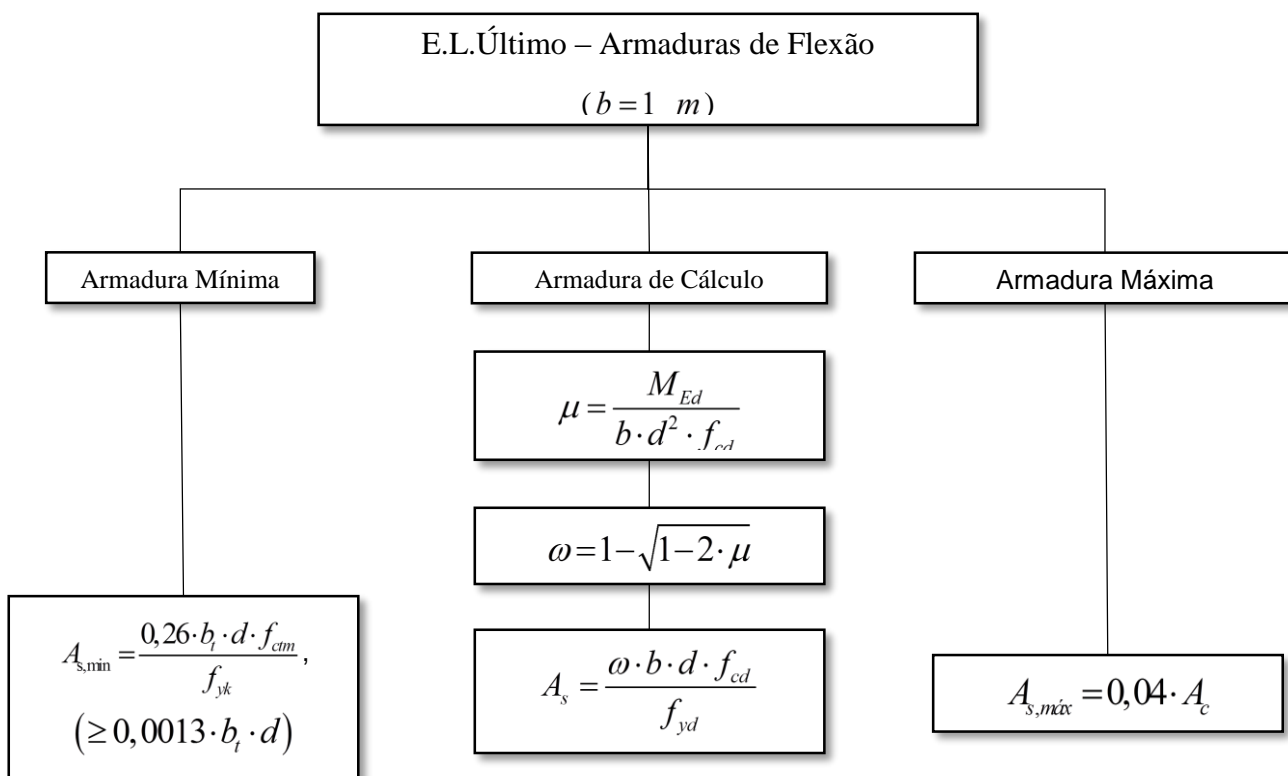 E.L.Último – Armaduras de Flexão
(b = 1 m)
Armadura Mínima
Armadura de Cálculo
Armadura Máxima
μ = M_Ed / (b · d² · f_cd)
ω = 1 − √(1 − 2 · μ)
A_s,min = 0,26 · b_t · d · f_ctm / f_yk ,
(≥ 0,0013 · b_t · d)
A_s = ω · b · d · f_cd / f_yd
A_s,máx = 0,04 · A_c